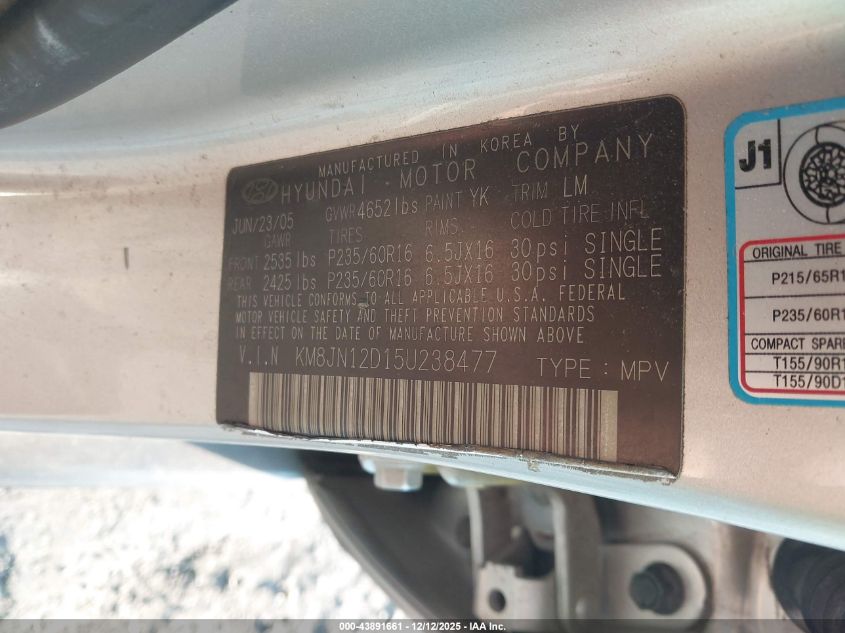 MANUFACTURED IN KOREA BY
HYUNDAI MOTOR COMPANY
JUN/23/05 GVWR 4652 lbs PAINT YK TRIM LM
GAWR TIRES RIMS COLD TIRE INFL
FRONT 2535 lbs P235/60R16 6.5JX16 30psi SINGLE
REAR 2425 lbs P235/60R16 6.5JX16 30psi SINGLE
THIS VEHICLE CONFORMS TO ALL APPLICABLE U.S.A. FEDERAL
MOTOR VEHICLE SAFETY AND THEFT PREVENTION STANDARDS
IN EFFECT ON THE DATE OF MANUFACTURE SHOWN ABOVE
V.I.N KM8JN12D15U238477 TYPE : MPV
J1
ORIGINAL TIRE
P215/65R1
P235/60R1
COMPACT SPARE
T155/90R1
T155/90D1
000-43891661 - 12/12/2025 - IAA Inc.